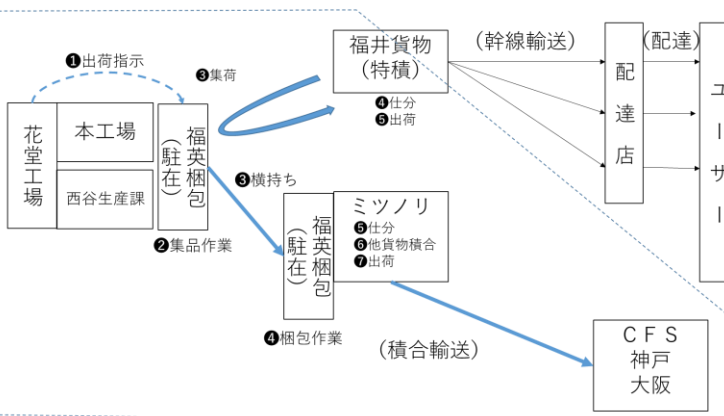 ❶出荷指示
花堂工場
本工場
西谷生産課
福英梱包
（駐在）
❷集品作業
❸集荷
福井貨物
（特積）
❹仕分
❺出荷
（幹線輸送）
配達店
（配達）
ユーザー
❸横持ち
福英梱包
（駐在）
❹梱包作業
ミツノリ
❺仕分
❻他貨物積合
❼出荷
（積合輸送）
ＣＦＳ
神戸
大阪